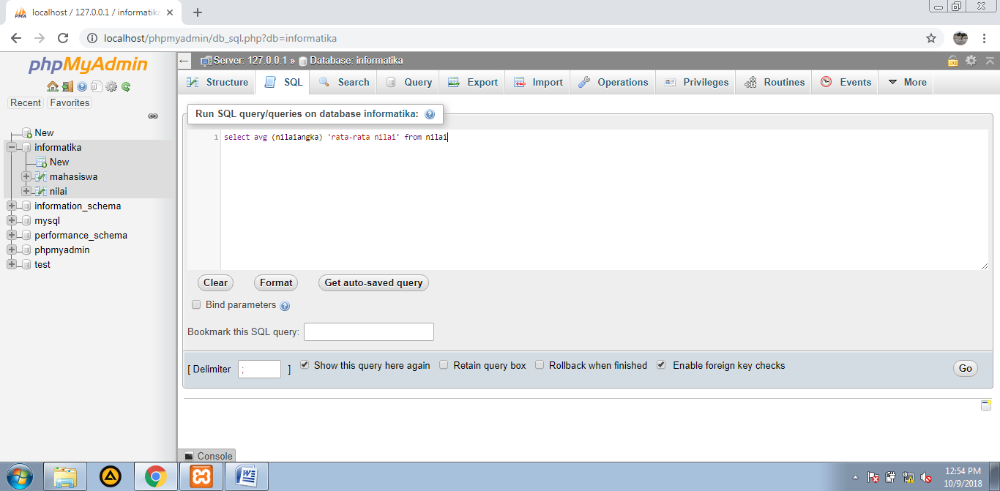 localhost / 127.0.0.1 / informatika
localhost/phpmyadmin/db_sql.php?db=informatika
phpMyAdmin
Recent Favorites
New
informatika
New
mahasiswa
nilai
information_schema
mysql
performance_schema
phpmyadmin
test
Server: 127.0.0.1 » Database: informatika
Structure SQL Search Query Export Import Operations Privileges Routines Events More
Run SQL query/queries on database informatika:
1 select avg (nilaiangka) 'rata-rata nilai' from nilai
Clear Format Get auto-saved query
Bind parameters
Bookmark this SQL query:
[ Delimiter ; ] Show this query here again Retain query box Rollback when finished Enable foreign key checks Go
Console
12:54 PM
10/9/2018